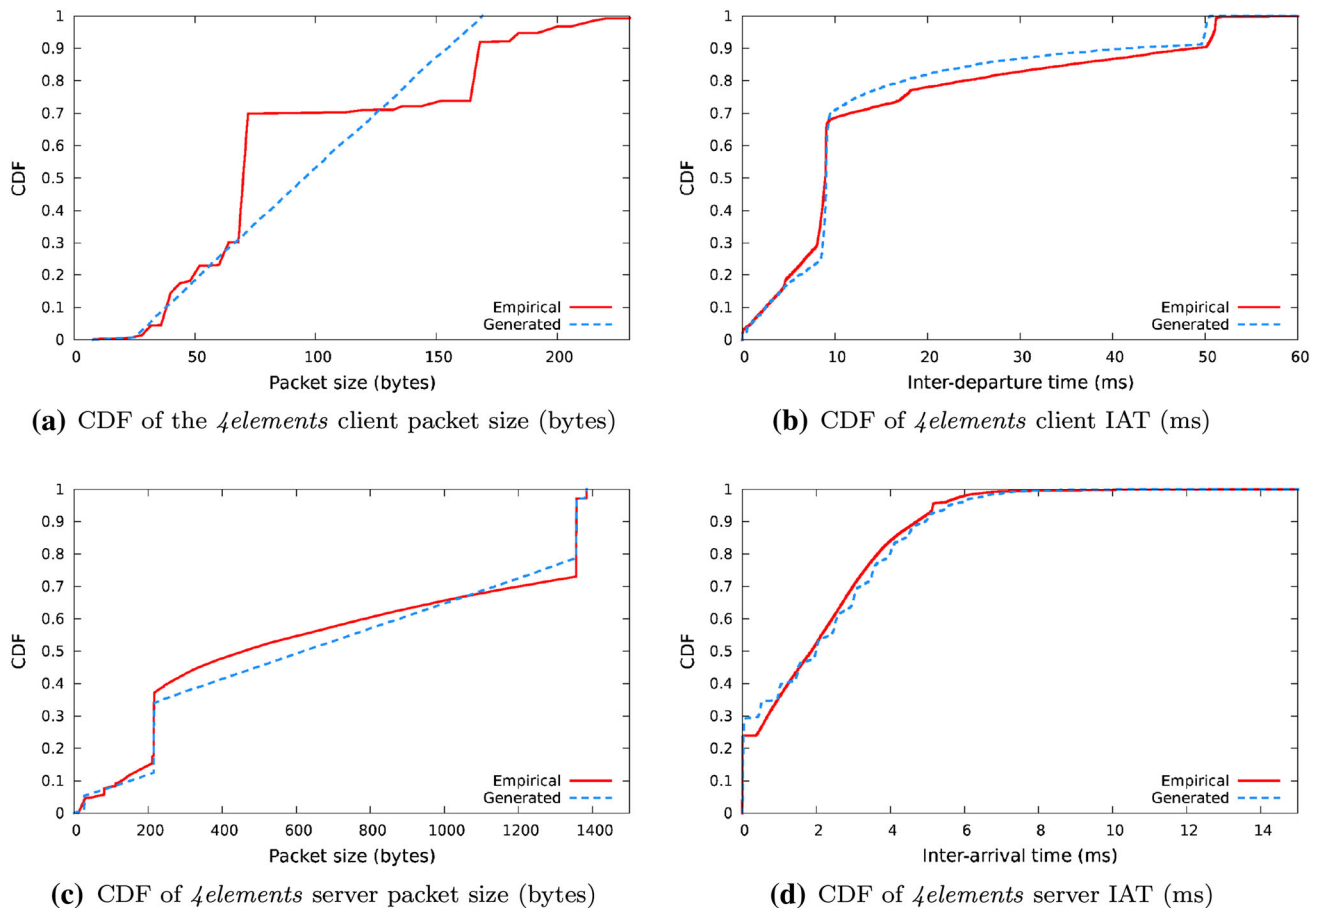 1
0.9
0.8
0.7
0.6
0.5
0.4
0.3
0.2
0.1
0
CDF
Empirical
Generated
0 50 100 150 200
Packet size (bytes)
(a) CDF of the 4elements client packet size (bytes)
1
0.9
0.8
0.7
0.6
0.5
0.4
0.3
0.2
0.1
0
CDF
Empirical
Generated
0 10 20 30 40 50 60
Inter-departure time (ms)
(b) CDF of 4elements client IAT (ms)
1
0.9
0.8
0.7
0.6
0.5
0.4
0.3
0.2
0.1
0
CDF
Empirical
Generated
0 200 400 600 800 1000 1200 1400
Packet size (bytes)
(c) CDF of 4elements server packet size (bytes)
1
0.9
0.8
0.7
0.6
0.5
0.4
0.3
0.2
0.1
0
CDF
Empirical
Generated
0 2 4 6 8 10 12 14
Inter-arrival time (ms)
(d) CDF of 4elements server IAT (ms)